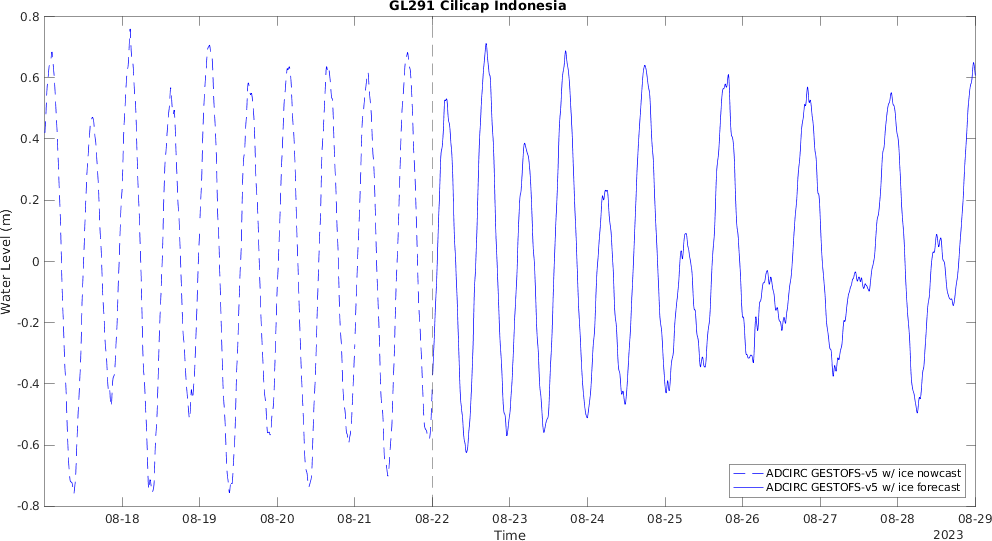 GL291 Cilicap Indonesia
0.8
0.6
0.4
0.2
0
-0.2
-0.4
-0.6
-0.8
Water Level (m)
ADCIRC GESTOFS-v5 w/ ice nowcast
ADCIRC GESTOFS-v5 w/ ice forecast
08-18 08-19 08-20 08-21 08-22 08-23 08-24 08-25 08-26 08-27 08-28 08-29
Time
2023